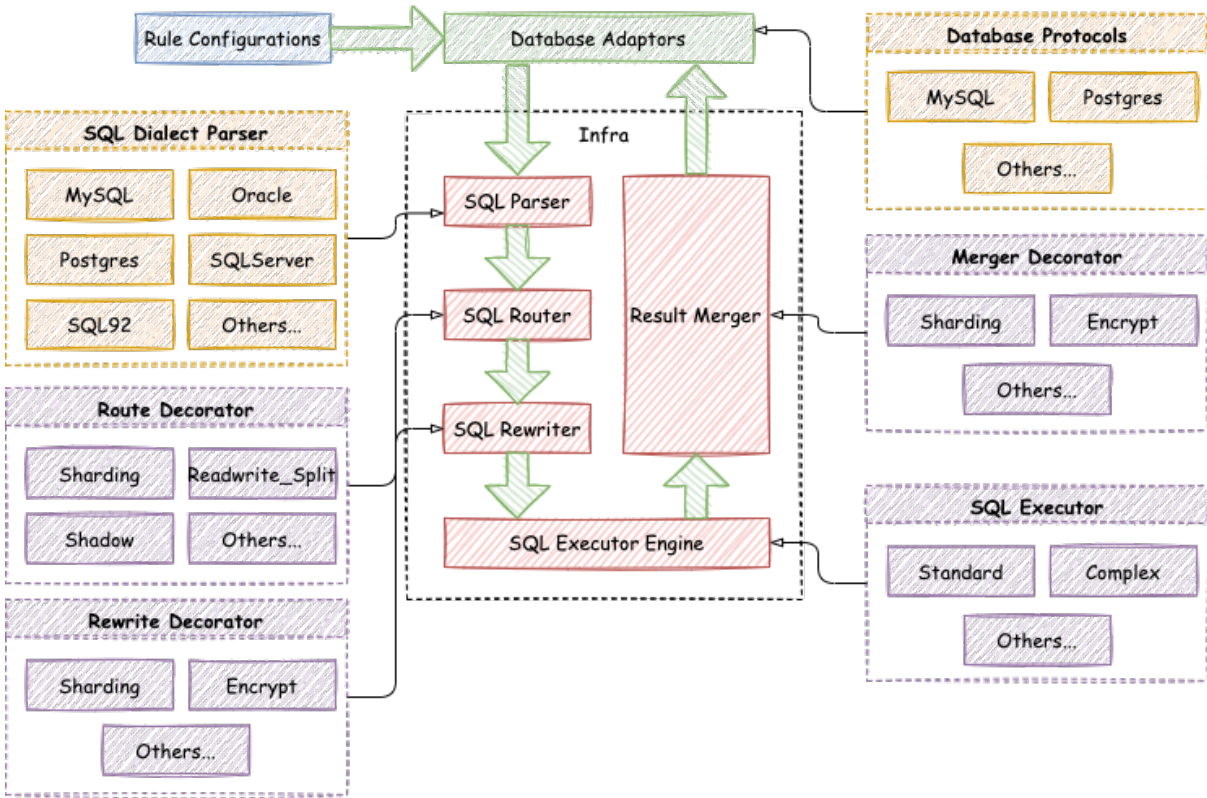 Rule Configurations
Database Adaptors
Database Protocols
MySQL
Postgres
Others...
SQL Dialect Parser
MySQL
Oracle
Postgres
SQLServer
SQL92
Others...
Infra
SQL Parser
SQL Router
SQL Rewriter
Result Merger
SQL Executor Engine
Merger Decorator
Sharding
Encrypt
Others...
Route Decorator
Sharding
Readwrite_Split
Shadow
Others...
SQL Executor
Standard
Complex
Others...
Rewrite Decorator
Sharding
Encrypt
Others...